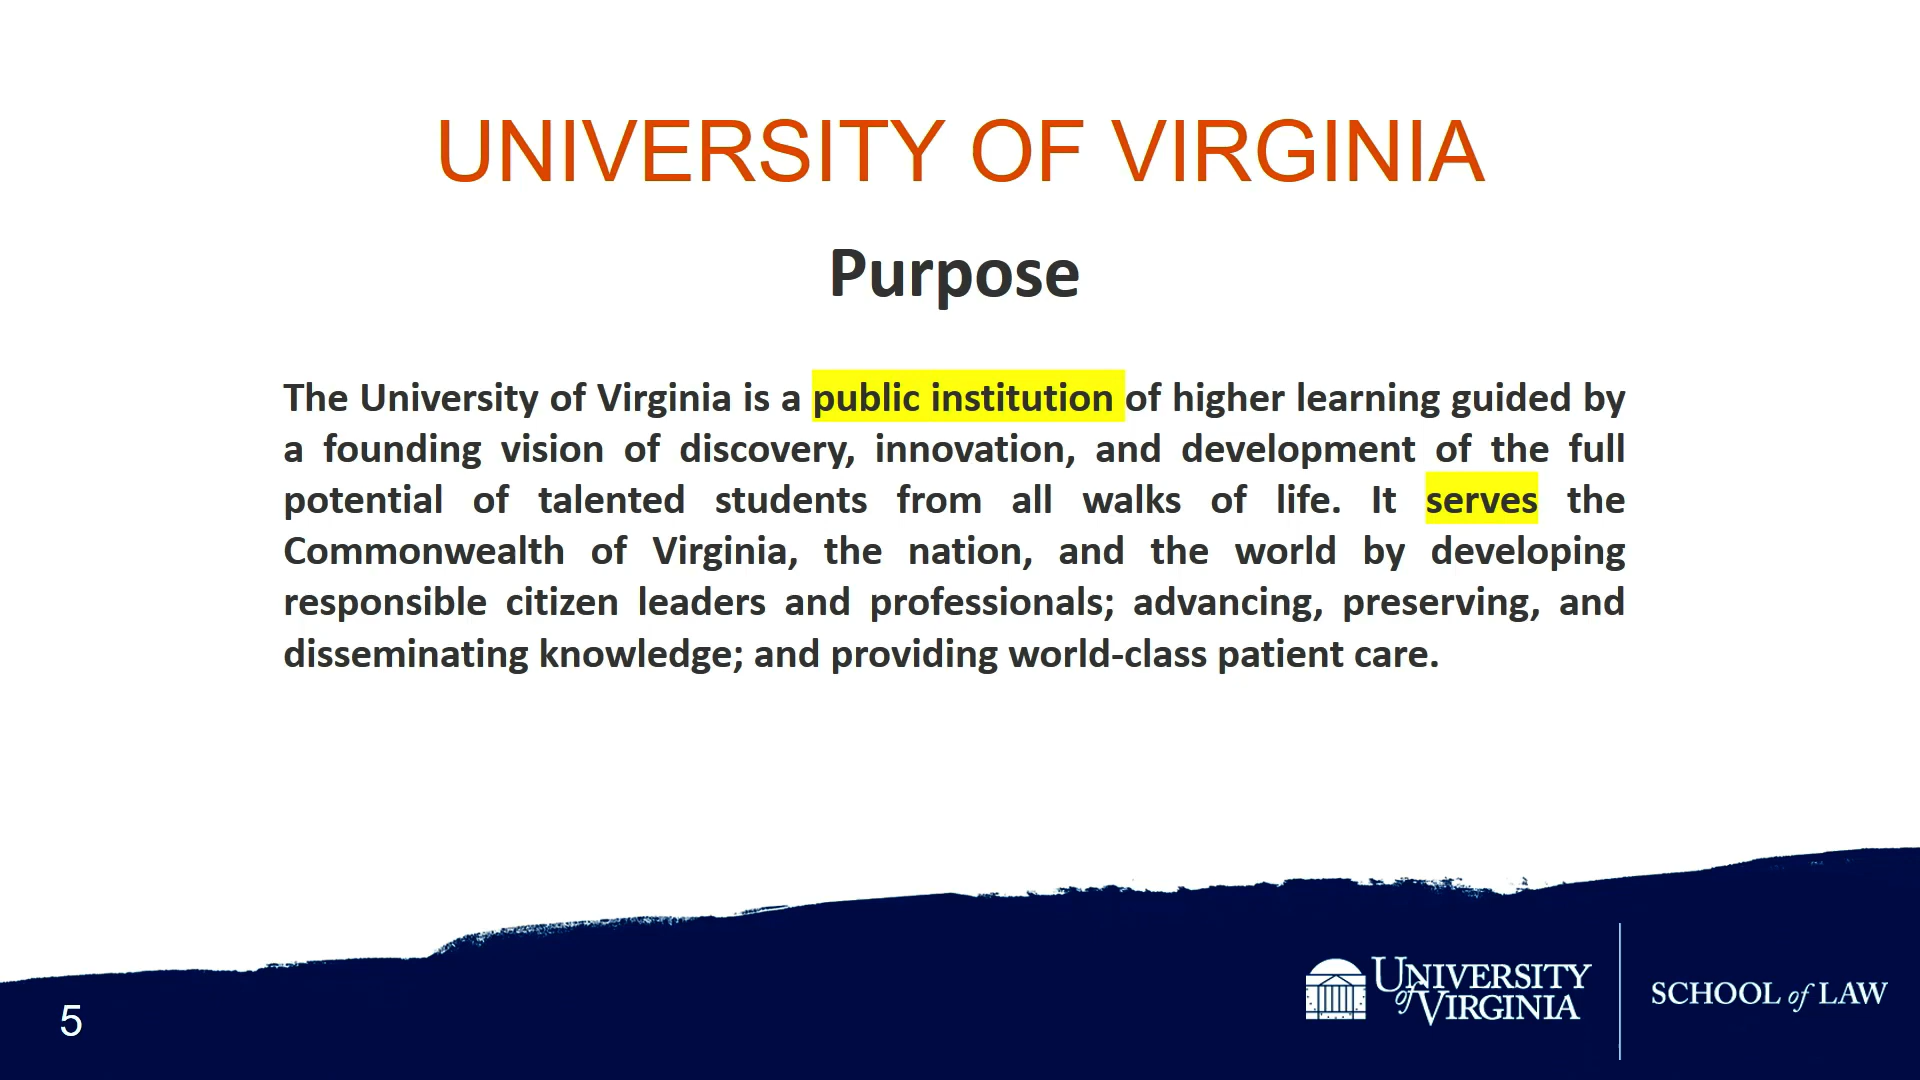 UNIVERSITY OF VIRGINIA
Purpose
The University of Virginia is a public institution of higher learning guided by
a founding vision of discovery, innovation, and development of the full
potential of talented students from all walks of life. It serves the
Commonwealth of Virginia, the nation, and the world by developing
responsible citizen leaders and professionals; advancing, preserving, and
disseminating knowledge; and providing world-class patient care.
UNIVERSITY
of VIRGINIA
SCHOOL of LAW
5